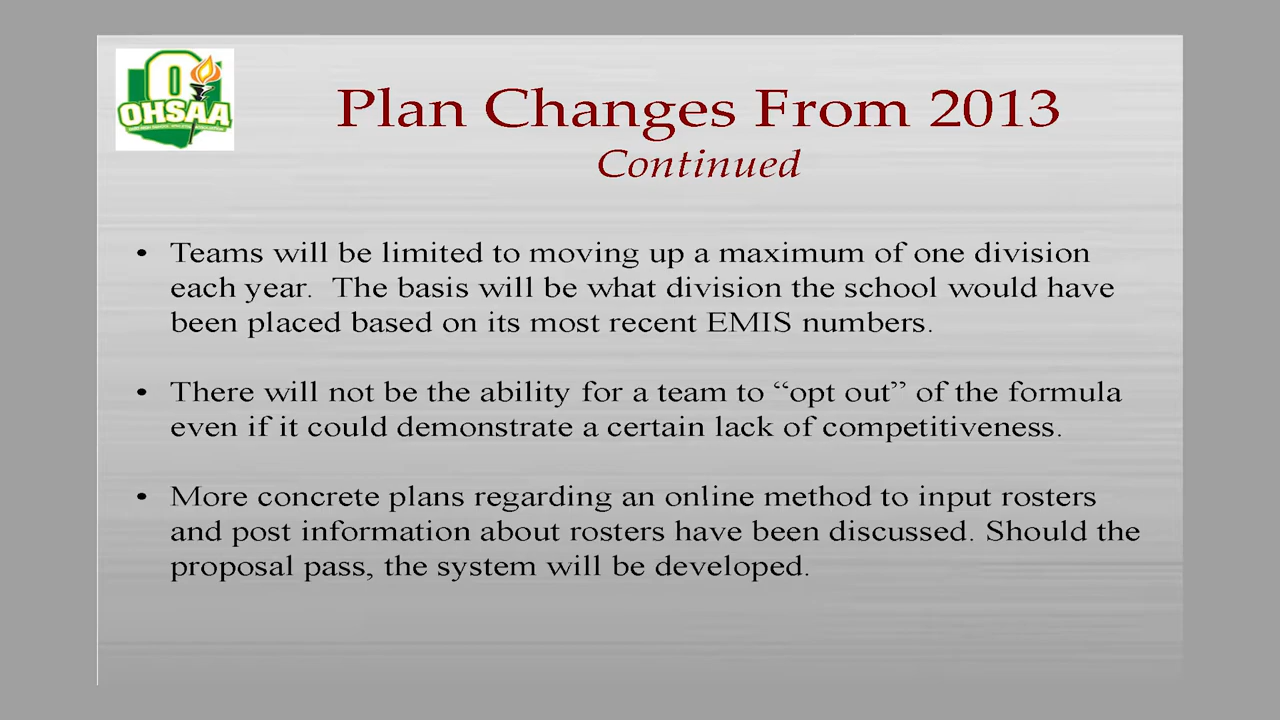 OHSAA
Plan Changes From 2013
Continued
• Teams will be limited to moving up a maximum of one division
each year.  The basis will be what division the school would have
been placed based on its most recent EMIS numbers.
• There will not be the ability for a team to “opt out” of the formula
even if it could demonstrate a certain lack of competitiveness.
• More concrete plans regarding an online method to input rosters
and post information about rosters have been discussed. Should the
proposal pass, the system will be developed.